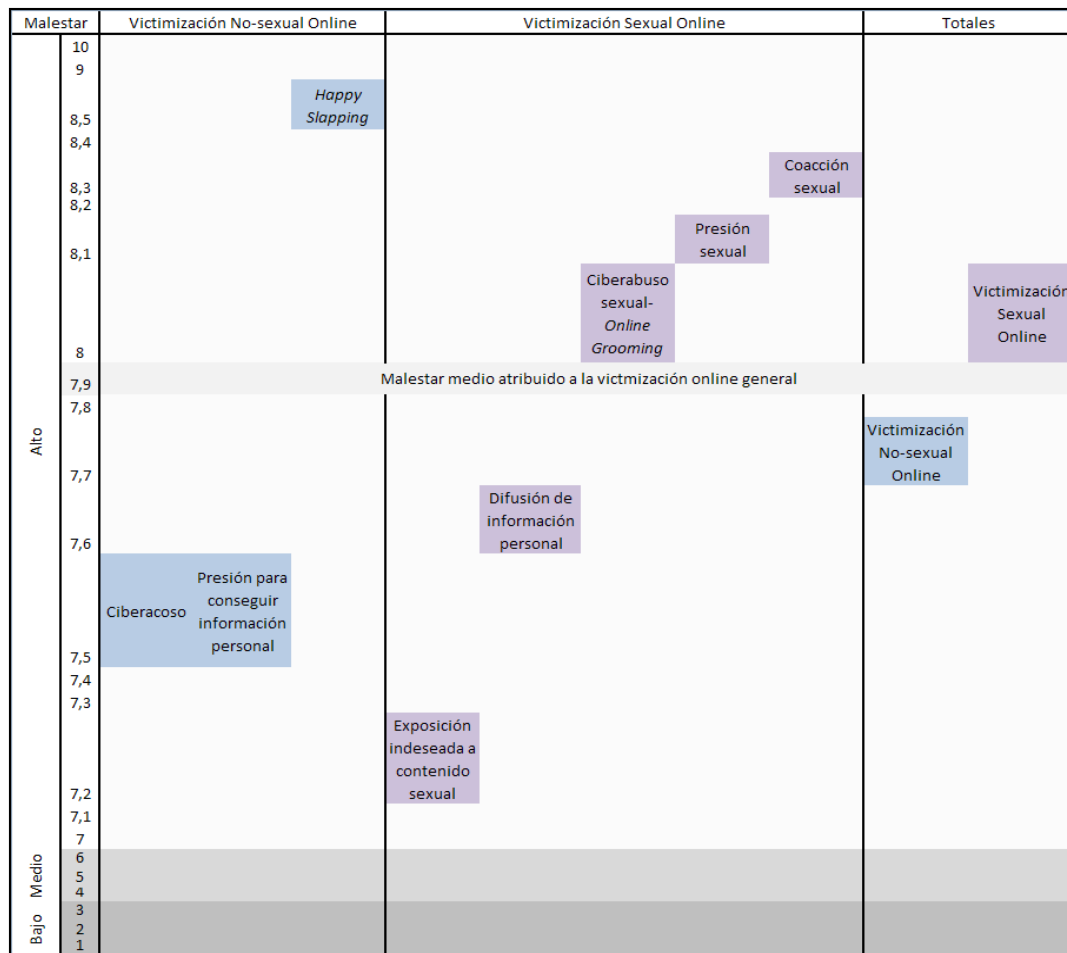 Malestar Victimización No-sexual Online Victimización Sexual Online Totales
10
9
Happy
Slapping
8,5
8,4
Coacción
sexual
8,3
8,2
Presión
sexual
8,1
Ciberabuso
sexual-
Online
Grooming
Victimización
Sexual
Online
8
Malestar medio atribuido a la victmización online general
7,9
7,8
Alto
Victimización
No-sexual
Online
7,7
Difusión de
información
personal
7,6
Ciberacoso
Presión para
conseguir
información
personal
7,5
7,4
7,3
Exposición
indeseada a
contenido
sexual
7,2
7,1
7
Medio
6
5
4
Bajo
3
2
1